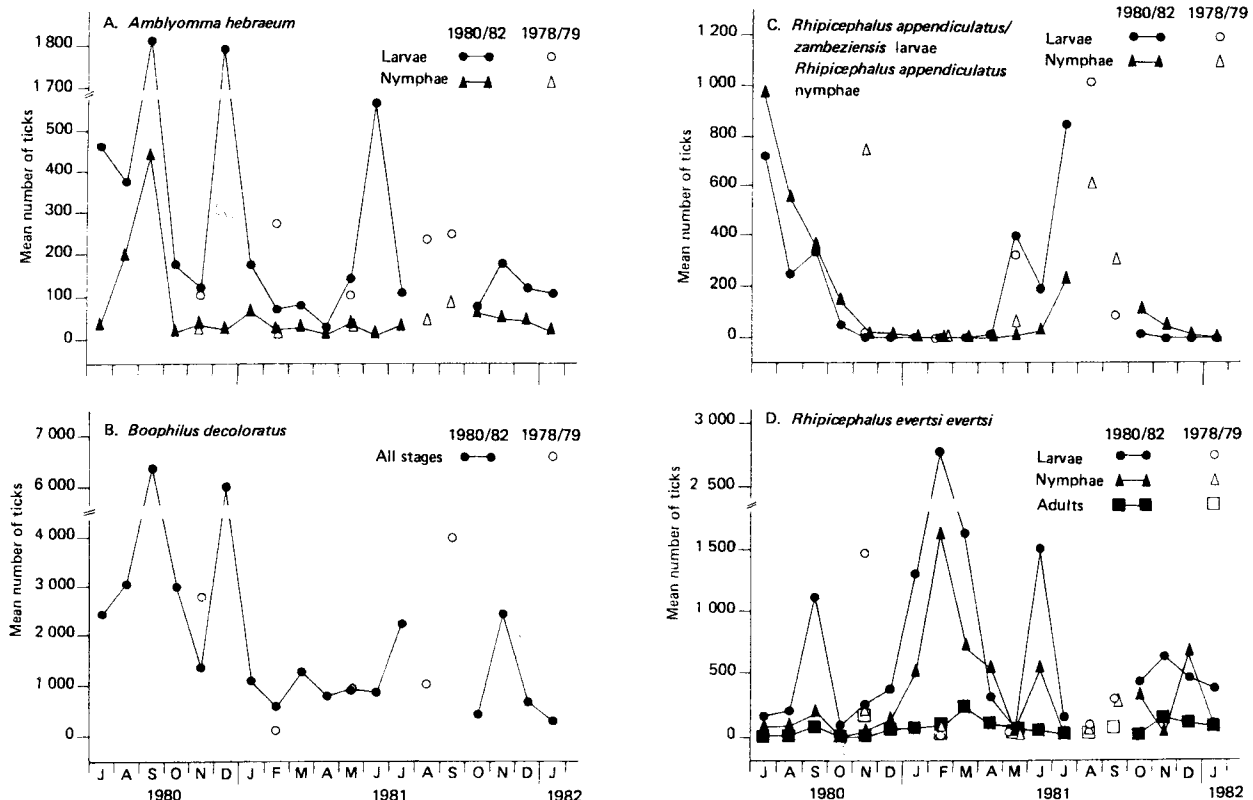 A. Amblyomma hebraeum
1980/82 1978/79
Larvae
Nymphae
Mean number of ticks
1 800
1 700
500
400
300
200
100
0
B. Boophilus decoloratus
1980/82 1978/79
All stages
Mean number of ticks
7 000
6 000
4 000
3 000
2 000
1 000
0
J A S O N D J F M A M J J A S O N D J
1980 1981 1982
C. Rhipicephalus appendiculatus/
zambeziensis larvae
Rhipicephalus appendiculatus
nymphae
1980/82 1978/79
Larvae
Nymphae
Mean number of ticks
1 200
1 000
800
600
400
200
0
D. Rhipicephalus evertsi evertsi
1980/82 1978/79
Larvae
Nymphae
Adults
Mean number of ticks
3 000
2 500
1 500
1 000
500
0
J A S O N D J F M A M J J A S O N D J
1980 1981 1982